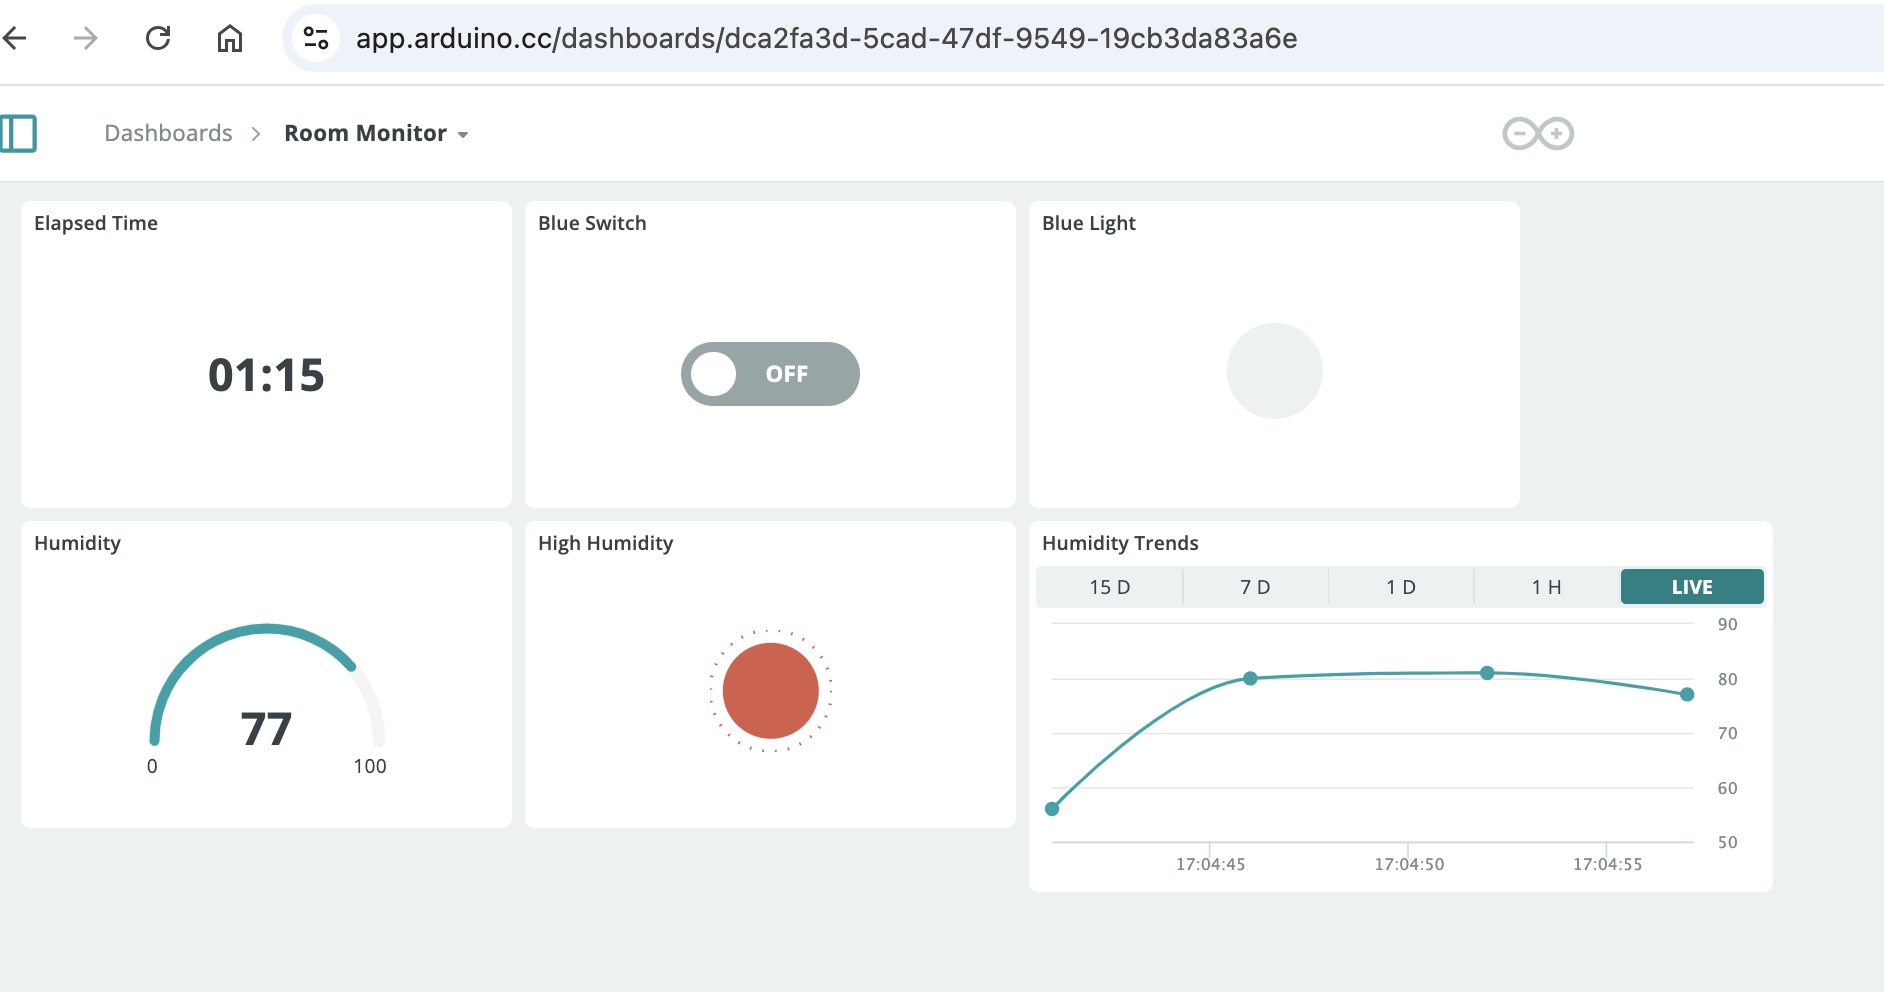 app.arduino.cc/dashboards/dca2fa3d-5cad-47df-9549-19cb3da83a6e
Dashboards > Room Monitor
Elapsed Time
01:15
Blue Switch
OFF
Blue Light
Humidity
77
0 100
High Humidity
Humidity Trends
15 D 7 D 1 D 1 H LIVE
90
80
70
60
50
17:04:45 17:04:50 17:04:55